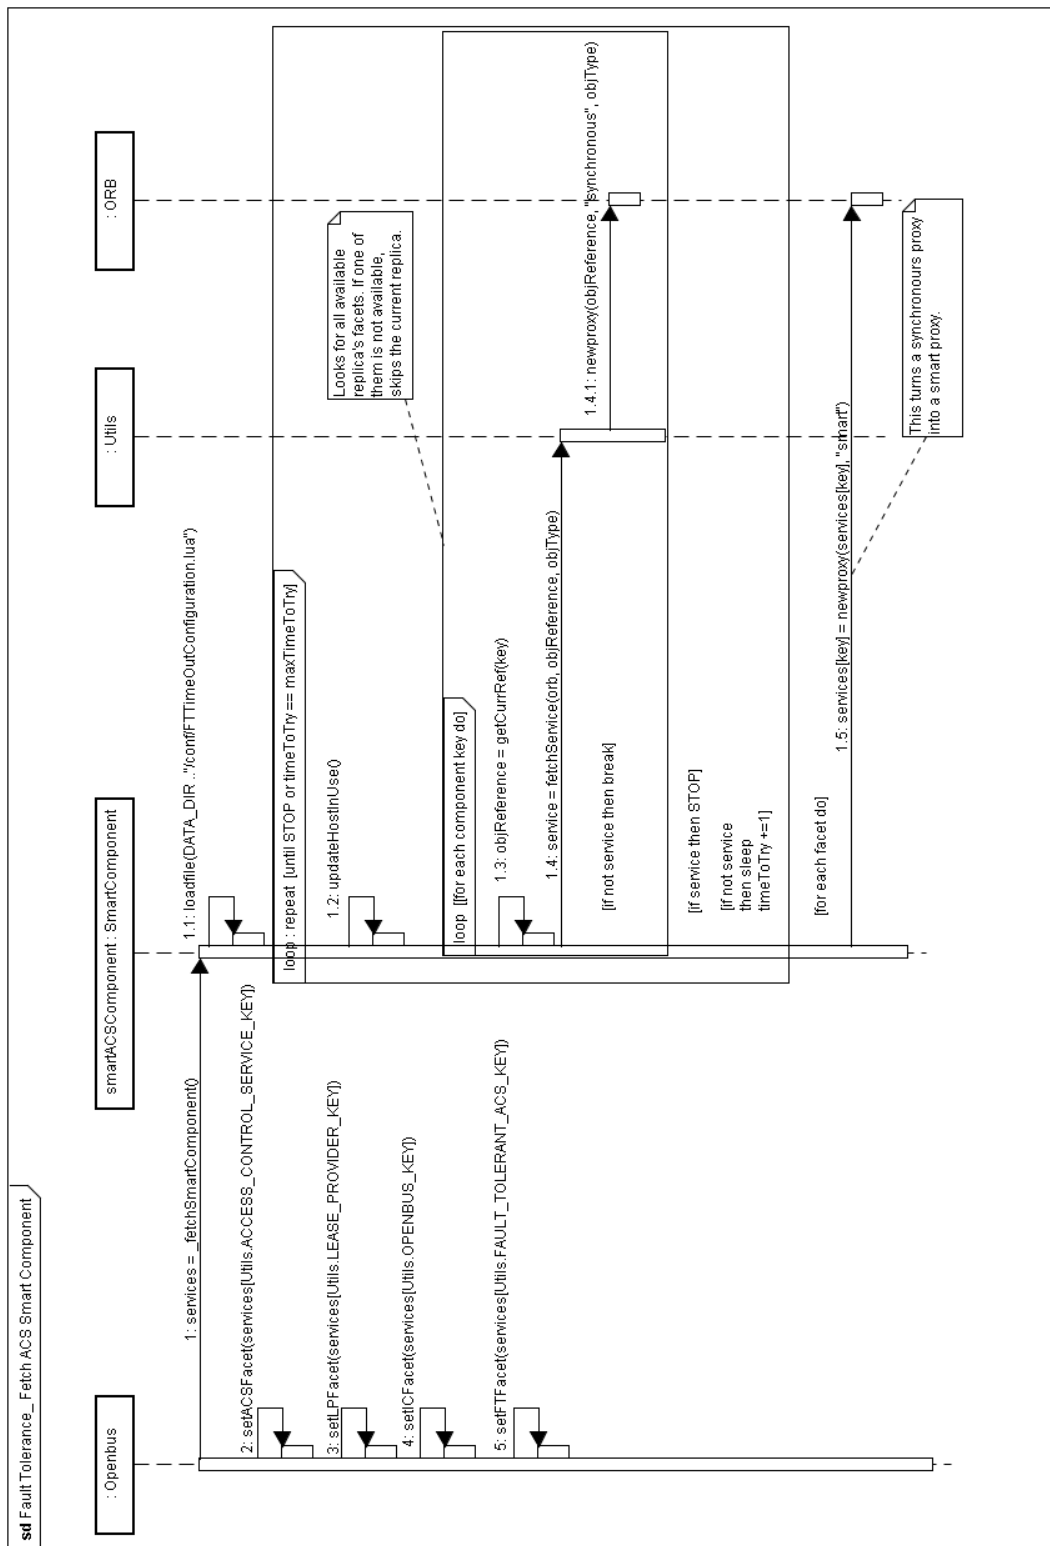 sd Fault Tolerance_ Fetch ACS Smart Component
: Openbus
smartACSComponent : SmartComponent
: Utils
: ORB
1: services = _fetchSmartComponent()
1.1: loadfile(DATA_DIR .."/conf/FTTimeOutConfiguration.lua")
loop : repeat [until STOP or timeToTry == maxTimeToTry]
1.2: updateHostInUse()
Looks for all available
replica's facets. If one of
them is not available,
skips the current replica.
loop [[for each component key do]
1.3: objReference = getCurrRef(key)
1.4: service = fetchService(orb, objReference, objType)
1.4.1: newproxy(objReference, "synchronous", objType)
[if not service then break]
[if service then STOP]
[if not service
then sleep
timeToTry +=1]
[for each facet do]
1.5: services[key] = newproxy(services[key], "smart")
This turns a synchronours proxy
into a smart proxy.
2: setACSFacet(services[Utils.ACCESS_CONTROL_SERVICE_KEY])
3: setLPFacet(services[Utils.LEASE_PROVIDER_KEY])
4: setICFacet(services[Utils.OPENBUS_KEY])
5: setFTFacet(services[Utils.FAULT_TOLERANT_ACS_KEY])